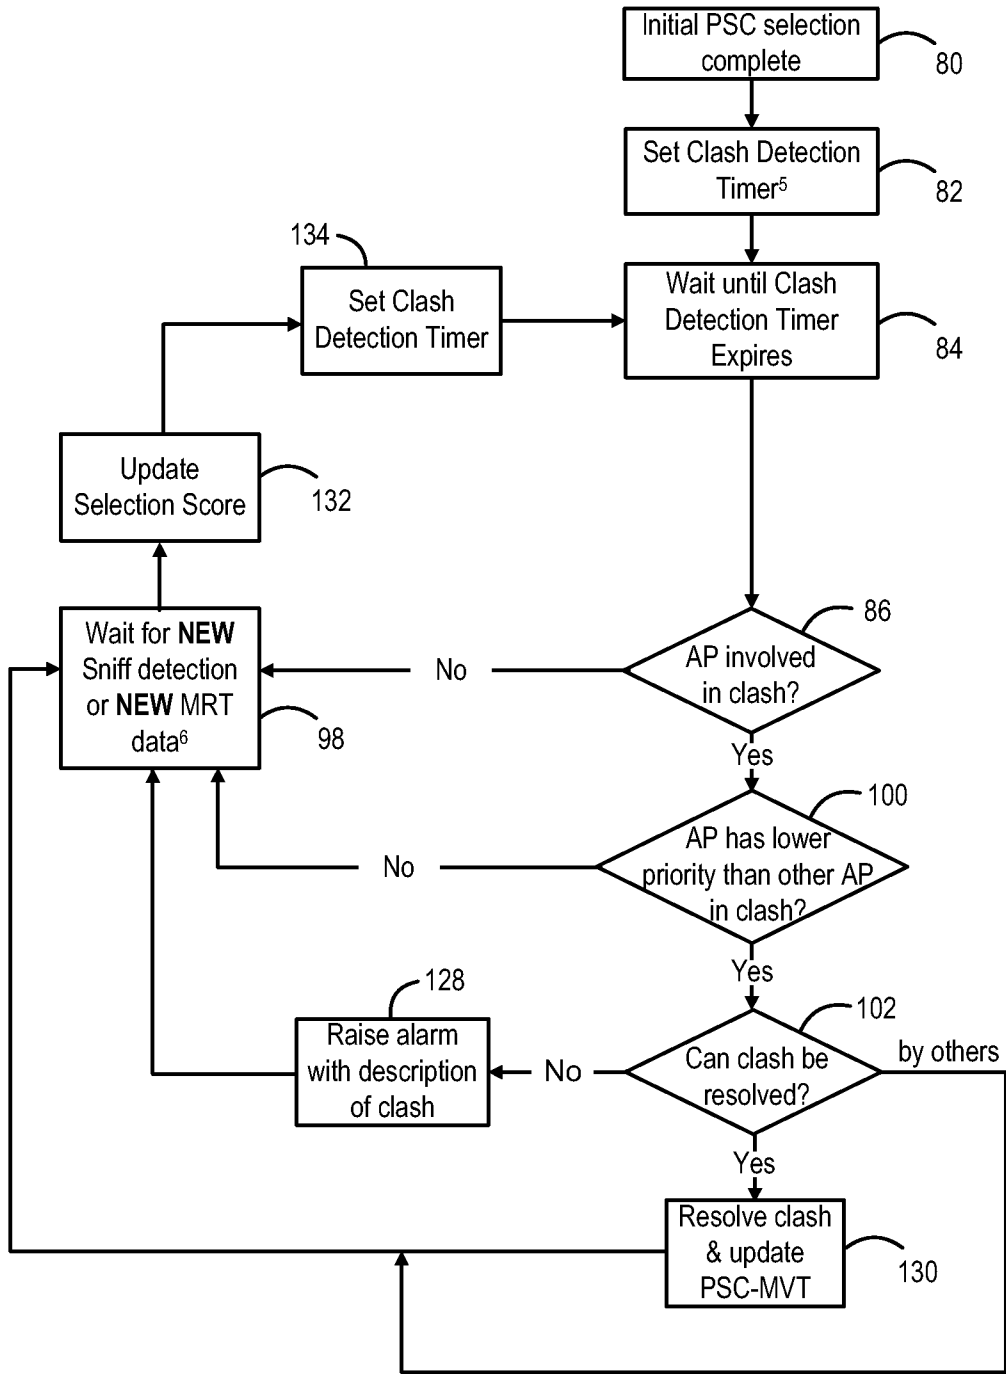 Initial PSC selection
complete
80
Set Clash Detection
Timer⁵
82
134
Set Clash
Detection Timer
Wait until Clash
Detection Timer
Expires
84
Update
Selection Score
132
86
Wait for NEW
Sniff detection
or NEW MRT
data⁶
98
No
AP involved
in clash?
Yes
100
No
AP has lower
priority than other AP
in clash?
Yes
128
102
Raise alarm
with description
of clash
No
Can clash be
resolved?
by others
Yes
Resolve clash
& update
PSC-MVT
130